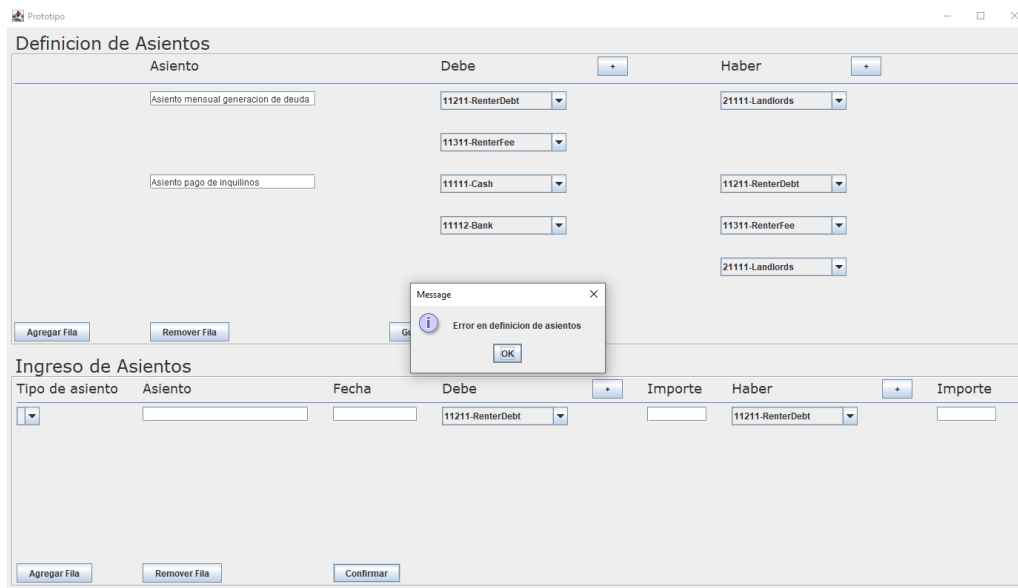 Prototipo
Definicion de Asientos
Asiento Debe + Haber +
Asiento mensual generacion de deuda 11211-RenterDebt 21111-Landlords
11311-RenterFee
Asiento pago de inquilinos 11111-Cash 11211-RenterDebt
11112-Bank 11311-RenterFee
21111-Landlords
Message
Error en definicion de asientos
OK
Agregar Fila Remover Fila
Ingreso de Asientos
Tipo de asiento Asiento Fecha Debe + Importe Haber + Importe
11211-RenterDebt 11211-RenterDebt
Agregar Fila Remover Fila Confirmar